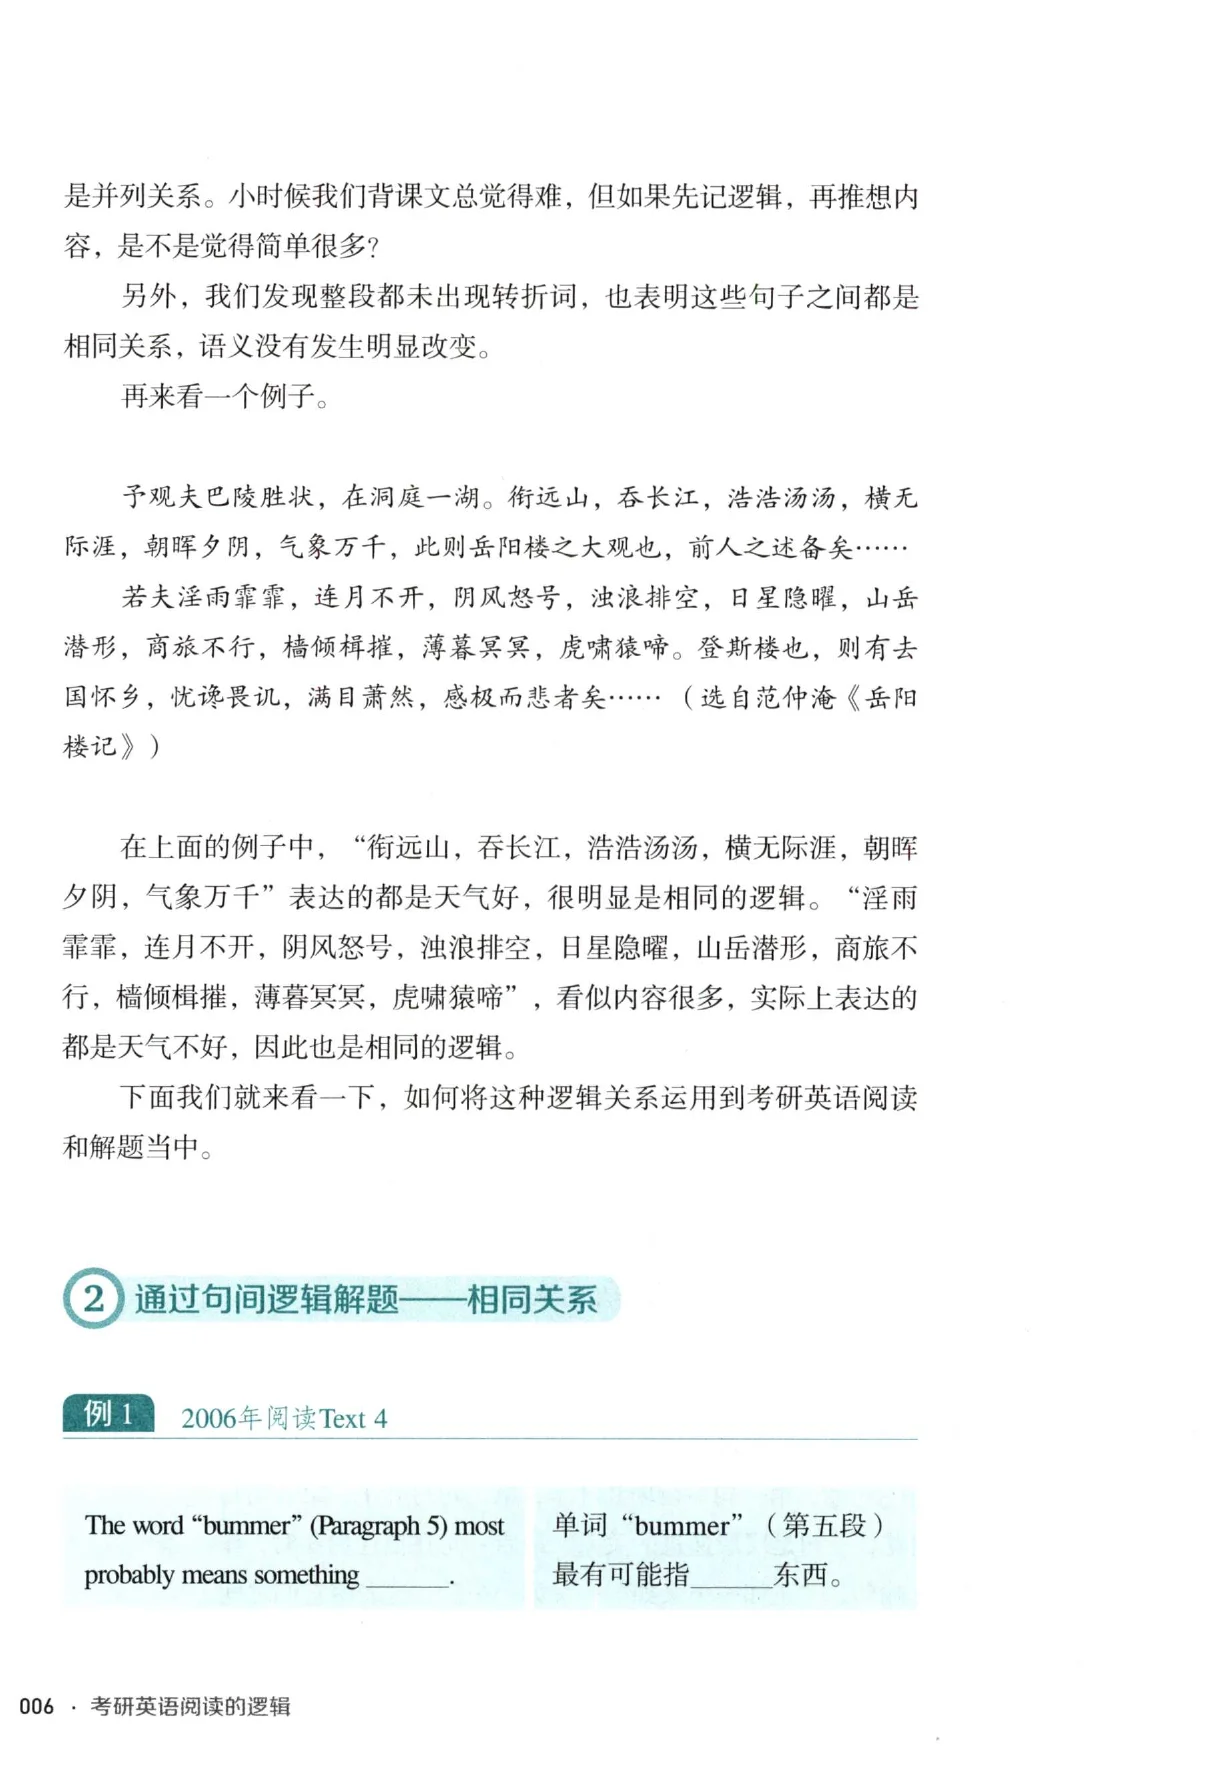 是并列关系。小时候我们背课文总觉得难，但如果先记逻辑，再推想内
容，是不是觉得简单很多？
另外，我们发现整段都未出现转折词，也表明这些句子之间都是
相同关系，语义没有发生明显改变。
再来看一个例子。
予观夫巴陵胜状，在洞庭一湖。衔远山，吞长江，浩浩汤汤，横无
际涯，朝晖夕阴，气象万千，此则岳阳楼之大观也，前人之述备矣……
若夫淫雨霏霏，连月不开，阴风怒号，浊浪排空，日星隐曜，山岳
潜形，商旅不行，樯倾楫摧，薄暮冥冥，虎啸猿啼。登斯楼也，则有去
国怀乡，忧谗畏讥，满目萧然，感极而悲者矣……（选自范仲淹《岳阳
楼记》）
在上面的例子中，“衔远山，吞长江，浩浩汤汤，横无际涯，朝晖
夕阴，气象万千”表达的都是天气好，很明显是相同的逻辑。“淫雨
霏霏，连月不开，阴风怒号，浊浪排空，日星隐曜，山岳潜形，商旅不
行，樯倾楫摧，薄暮冥冥，虎啸猿啼”，看似内容很多，实际上表达的
都是天气不好，因此也是相同的逻辑。
下面我们就来看一下，如何将这种逻辑关系运用到考研英语阅读
和解题当中。
2 通过句间逻辑解题——相同关系
例 1 2006年阅读Text 4
The word “bummer” (Paragraph 5) most
probably means something ______.
单词“bummer”（第五段）
最有可能指______东西。
006 · 考研英语阅读的逻辑